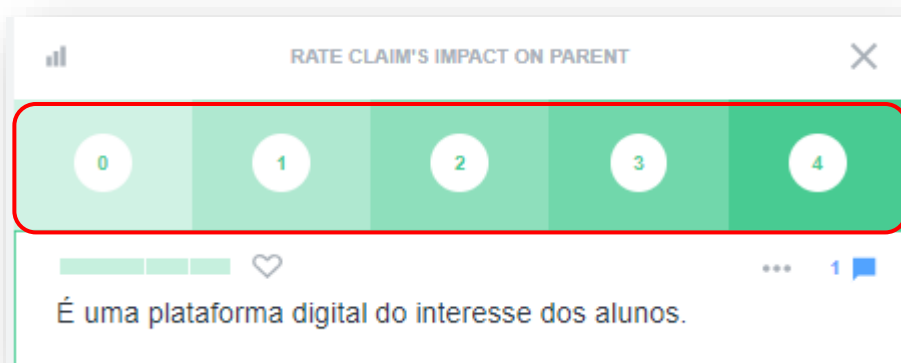 RATE CLAIM'S IMPACT ON PARENT
0 1 2 3 4
1
É uma plataforma digital do interesse dos alunos.